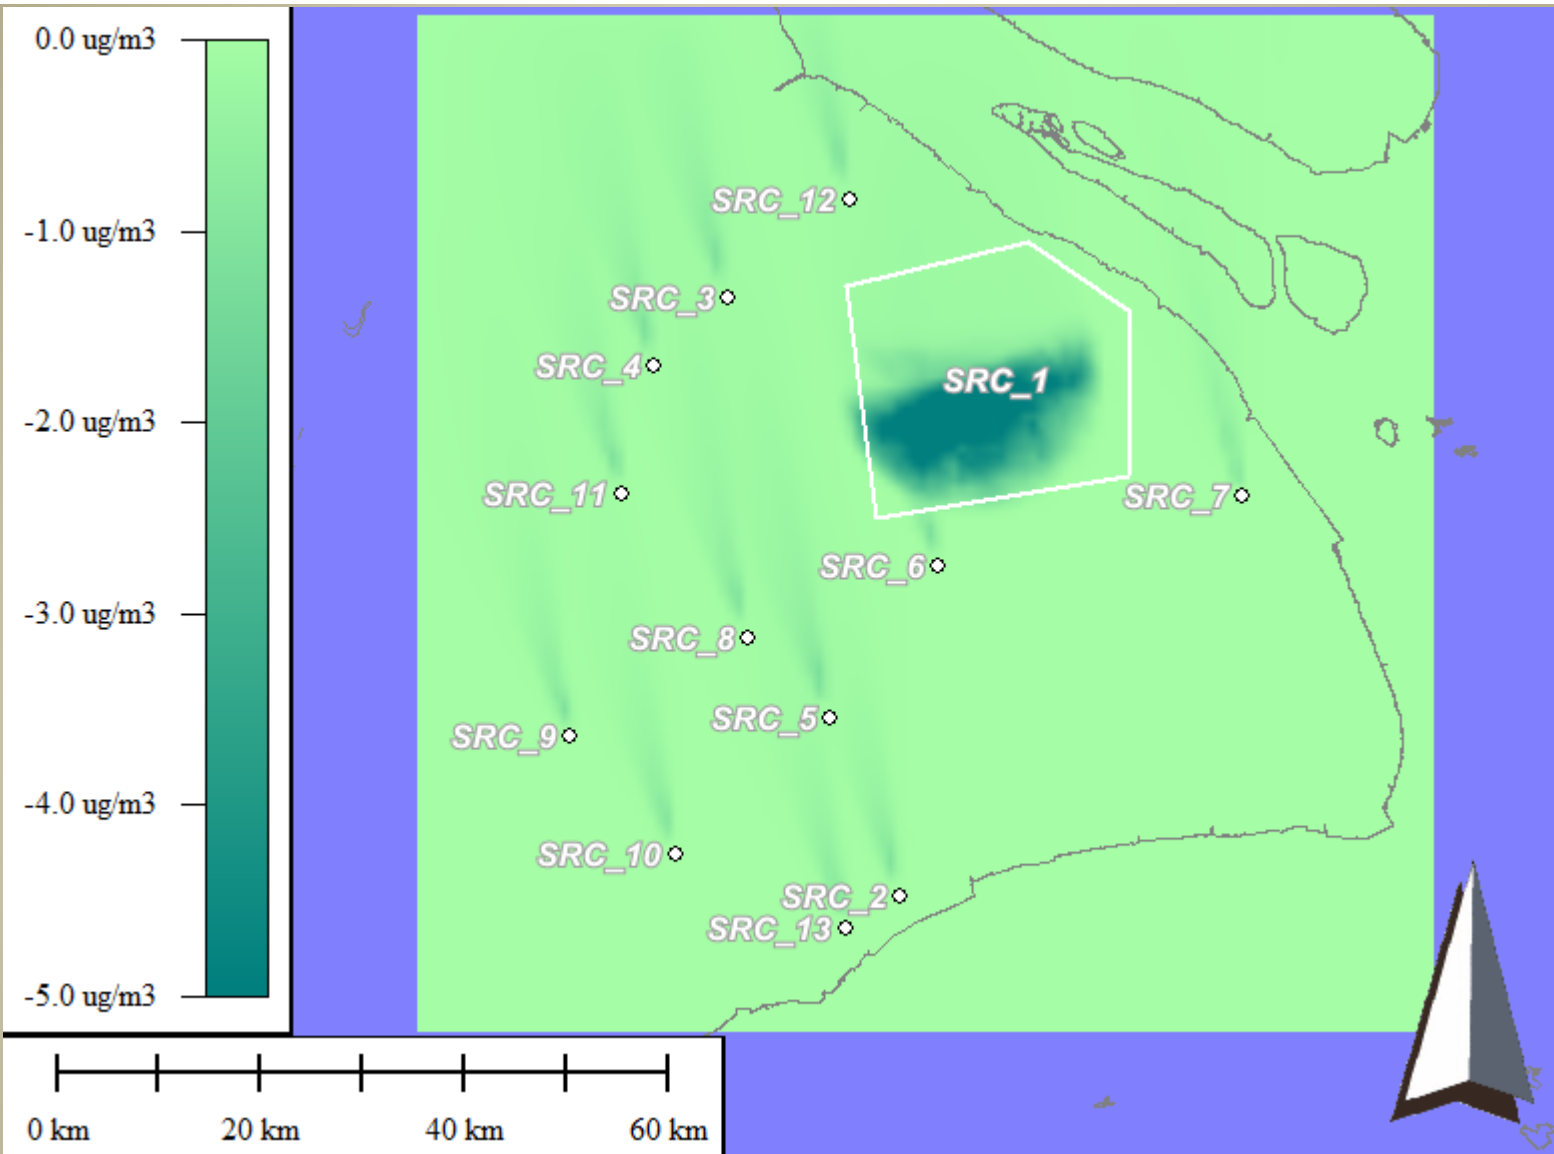 0.0 ug/m3
-1.0 ug/m3
-2.0 ug/m3
-3.0 ug/m3
-4.0 ug/m3
-5.0 ug/m3
SRC_12
SRC_3
SRC_4
SRC_1
SRC_11
SRC_7
SRC_6
SRC_8
SRC_5
SRC_9
SRC_10
SRC_2
SRC_13
0 km 20 km 40 km 60 km